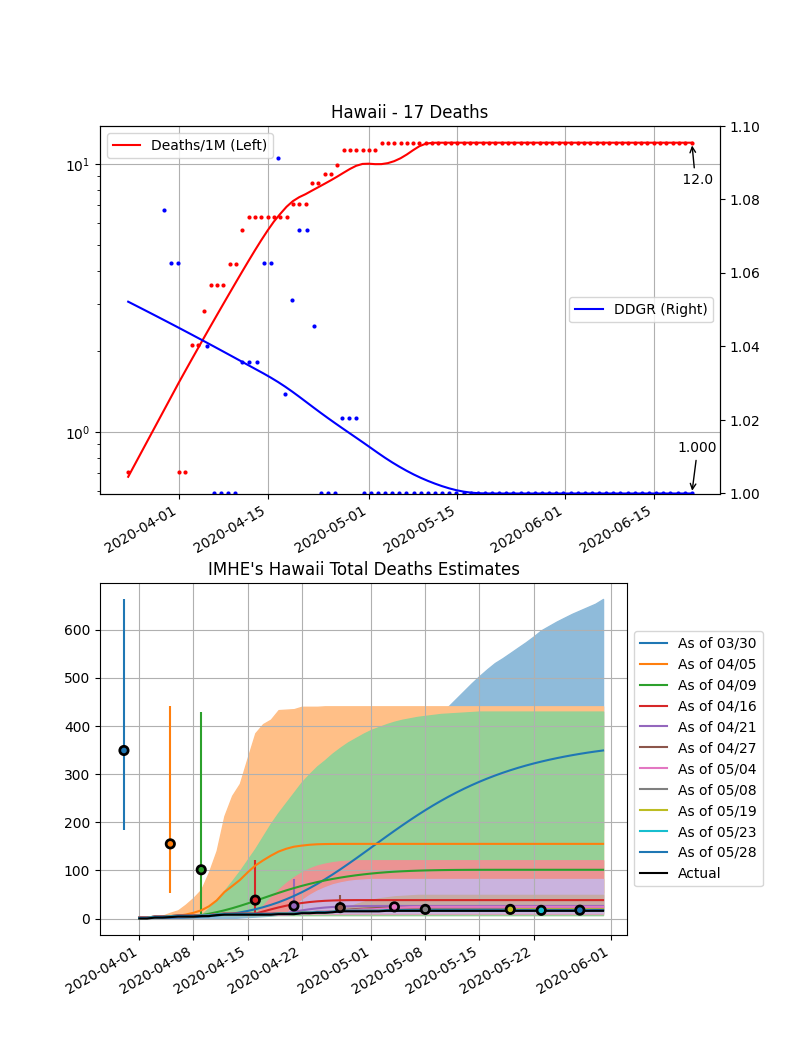 Hawaii - 17 Deaths
Deaths/1M (Left)
DDGR (Right)
10^1
10^0
1.10
1.08
1.06
1.04
1.02
1.00
12.0
1.000
2020-04-01
2020-04-15
2020-05-01
2020-05-15
2020-06-01
2020-06-15
IMHE's Hawaii Total Deaths Estimates
600
500
400
300
200
100
0
2020-04-01
2020-04-08
2020-04-15
2020-04-22
2020-05-01
2020-05-08
2020-05-15
2020-05-22
2020-06-01
As of 03/30
As of 04/05
As of 04/09
As of 04/16
As of 04/21
As of 04/27
As of 05/04
As of 05/08
As of 05/19
As of 05/23
As of 05/28
Actual